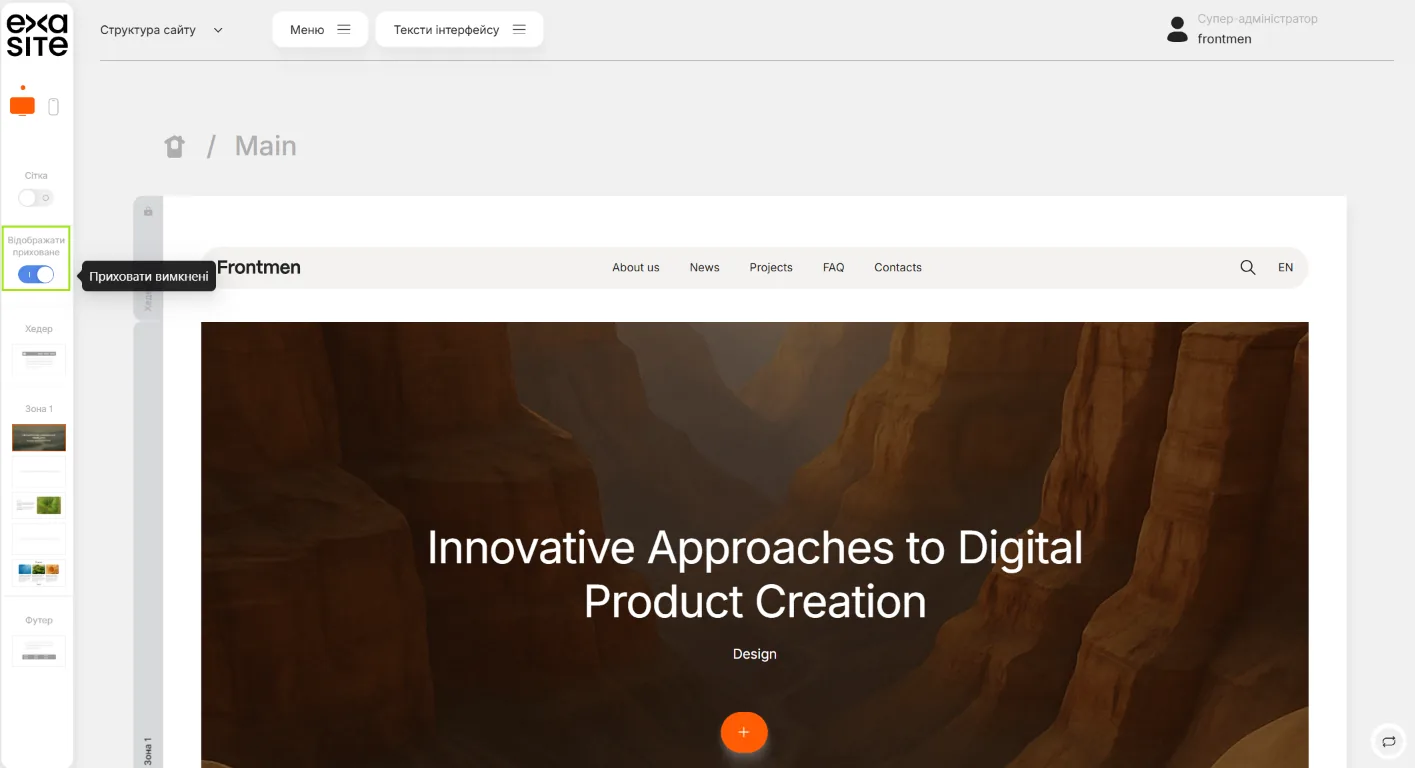 exa
SITE
Структура сайту
Меню
Тексти інтерфейсу
Супер-адміністратор
frontmen
/ Main
Сітка
Відображати
приховане
Приховати вимкнені
Хедер
Зона 1
Футер
Frontmen
About us
News
Projects
FAQ
Contacts
EN
Innovative Approaches to Digital
Product Creation
Design
+
Зона 1